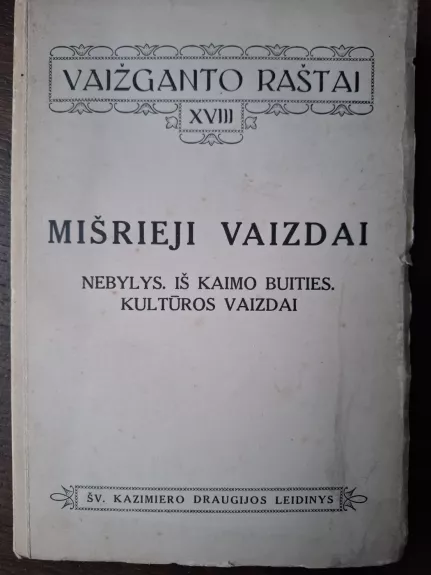 VAIŽGANTO RAŠTAI
XVIII
MIŠRIEJI VAIZDAI
NEBYLYS. IŠ KAIMO BUITIES.
KULTŪROS VAIZDAI
ŠV. KAZIMIERO DRAUGIJOS LEIDINYS